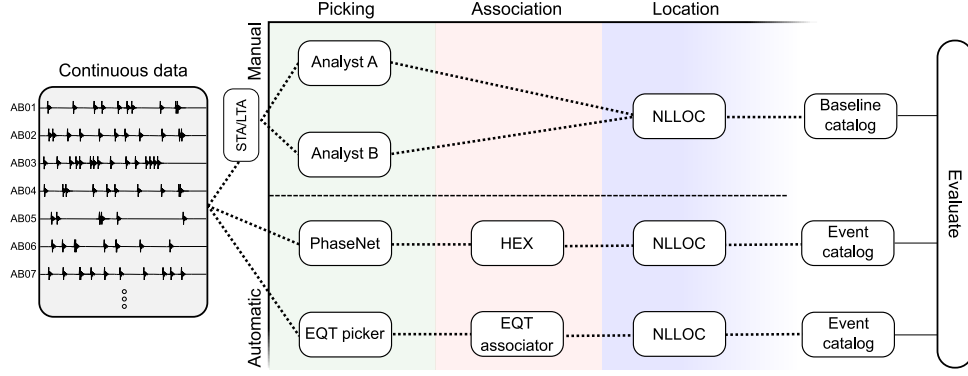 Picking
Association
Location
Manual
Continuous data
AB01
AB02
AB03
AB04
AB05
AB06
AB07
STA/LTA
Analyst A
Analyst B
NLLOC
Baseline
catalog
Automatic
PhaseNet
HEX
NLLOC
Event
catalog
EQT picker
EQT
associator
NLLOC
Event
catalog
Evaluate